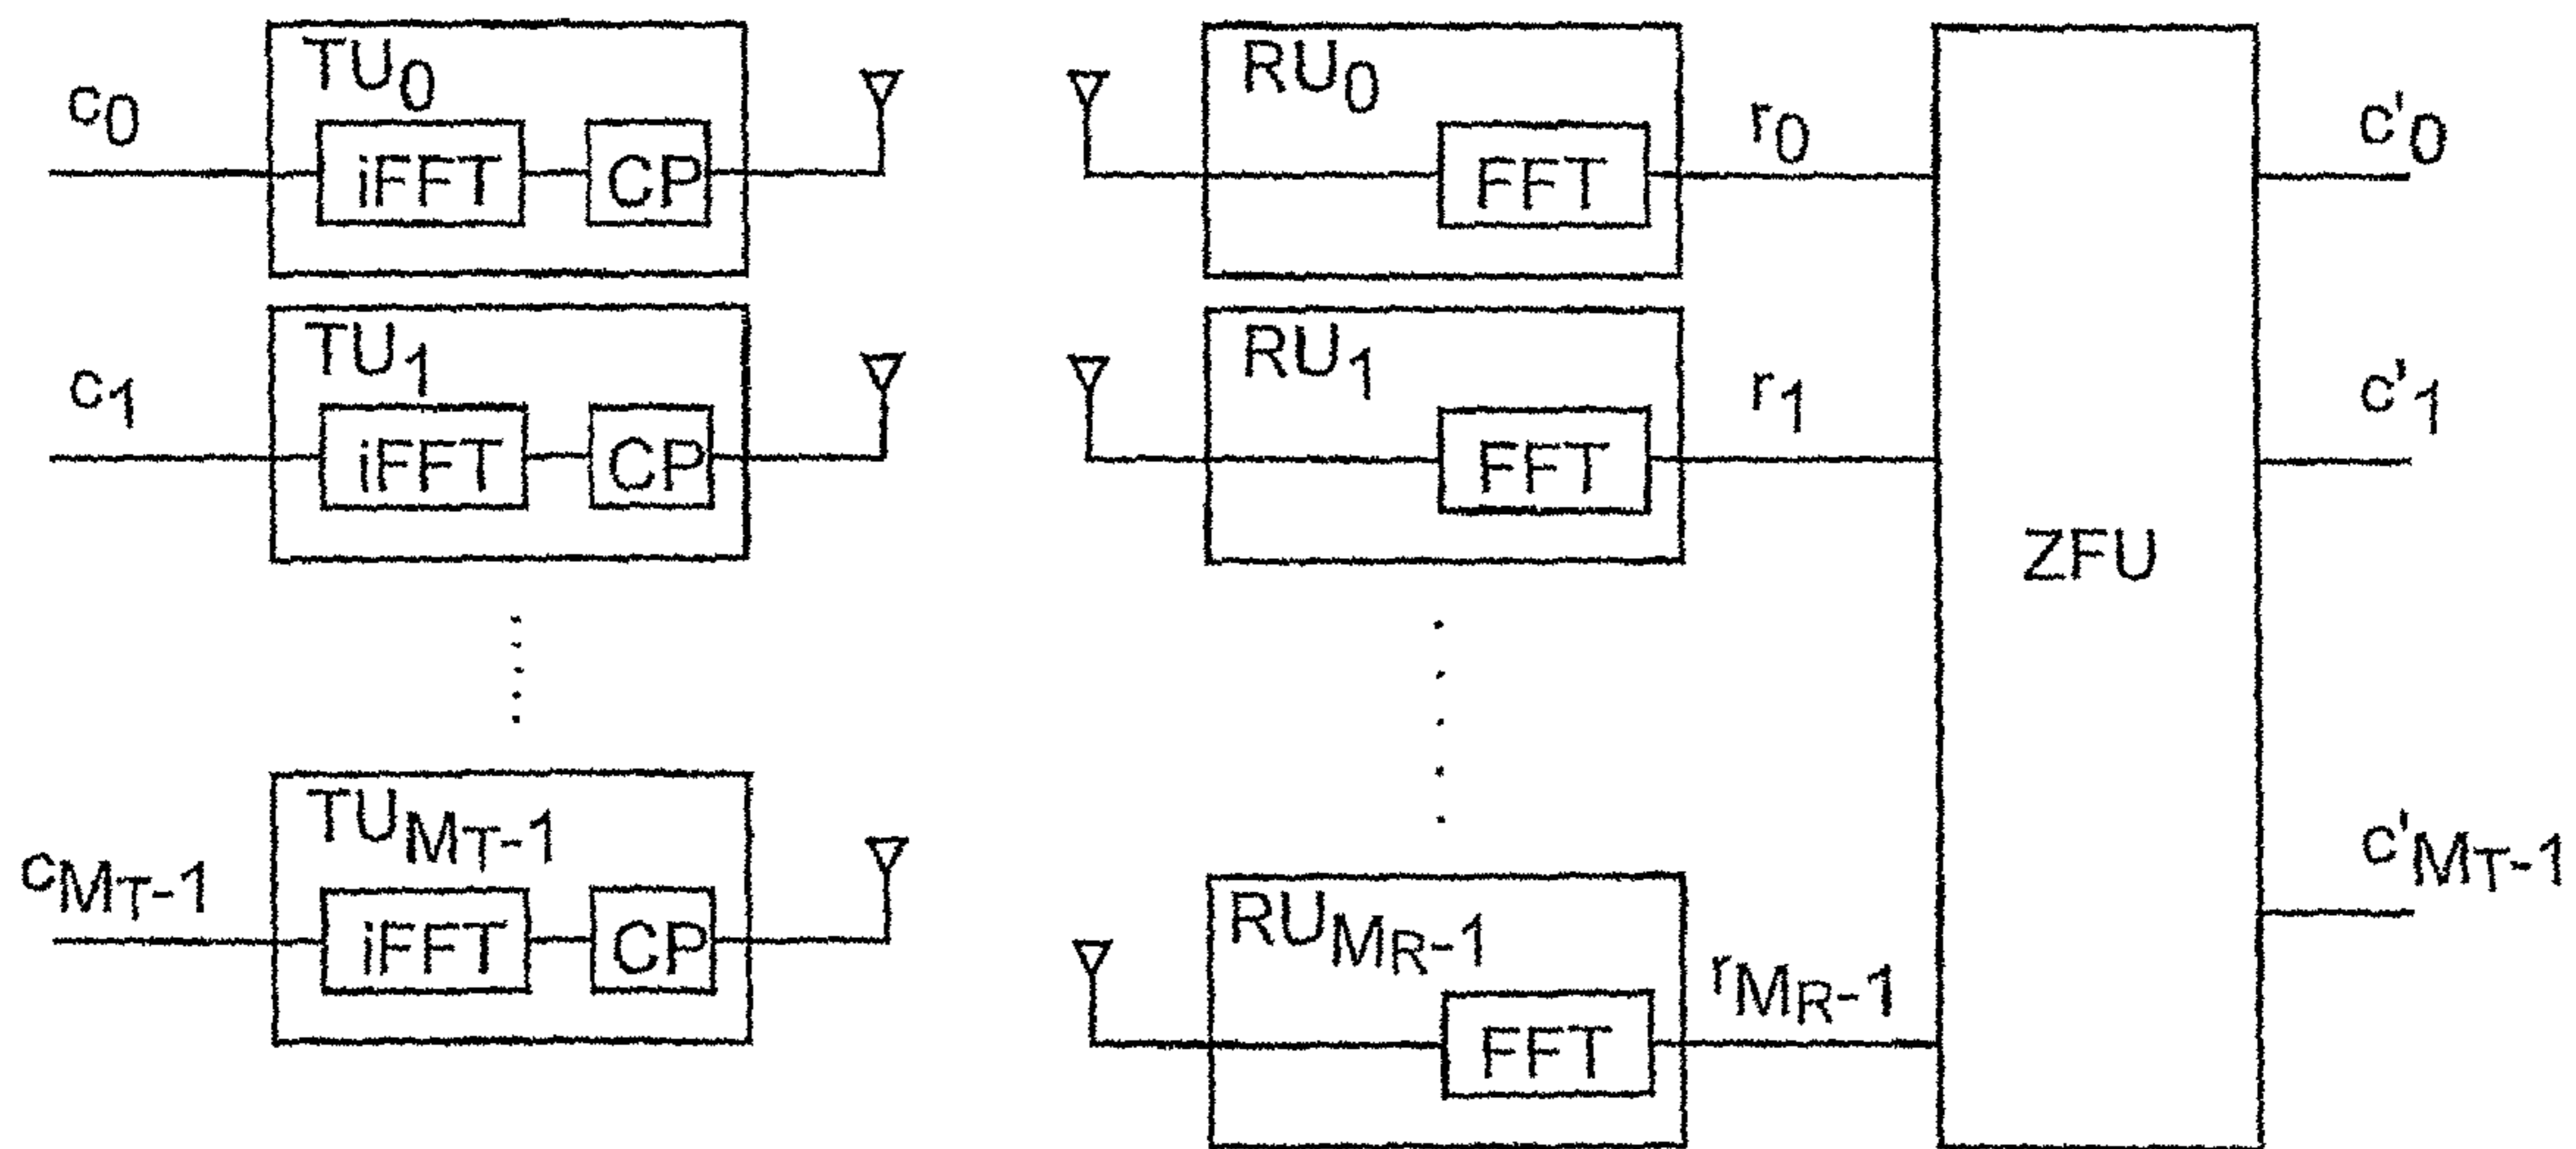 TU0
c0
iFFT
CP
RU0
FFT
r0
c'0
TU1
c1
iFFT
CP
RU1
FFT
r1
c'1
ZFU
TUMT-1
cMT-1
iFFT
CP
RUMR-1
FFT
rMR-1
c'MT-1